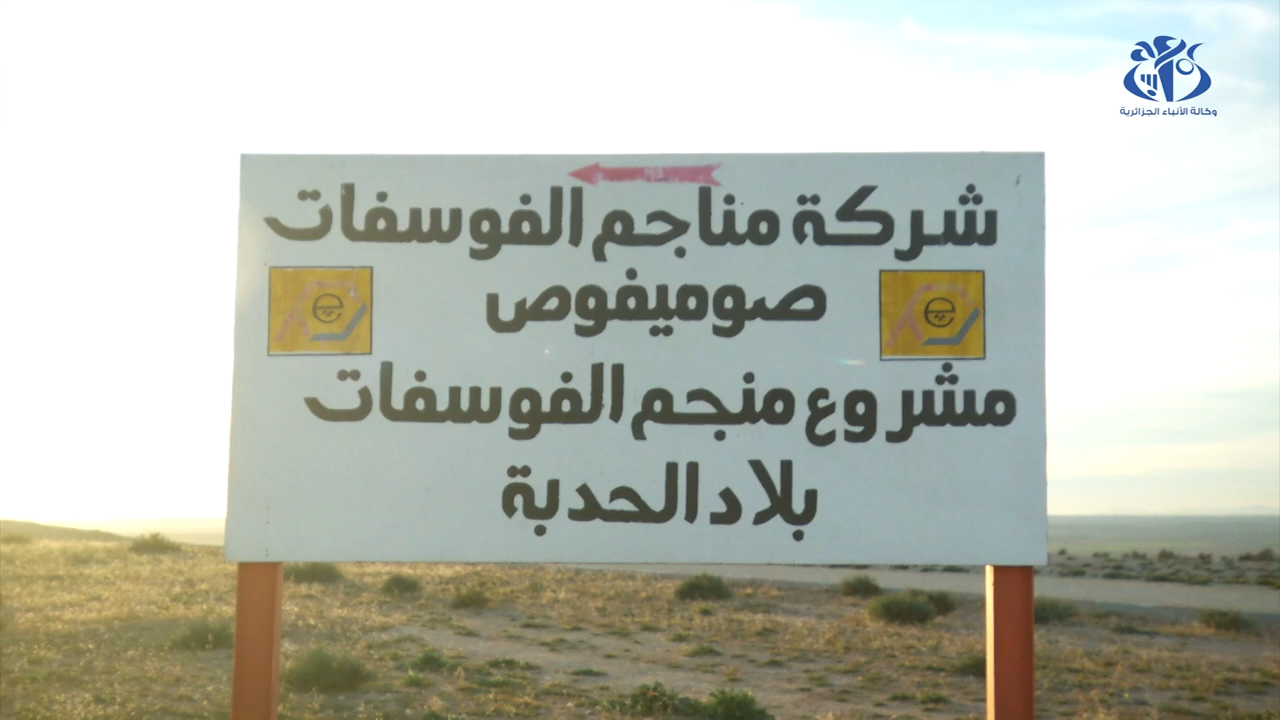 وكالة الأنباء الجزائرية
شركة مناجم الفوسفات
صوميفوص
مشروع منجم الفوسفات
بلاد الحدبة